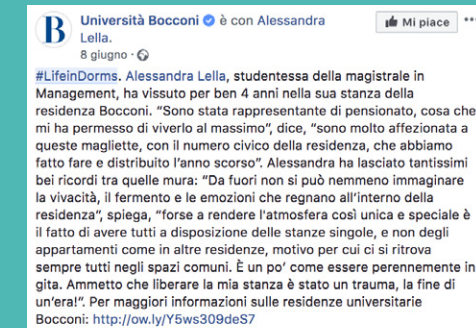 Università Bocconi è con Alessandra
Lella.
8 giugno ·
Mi piace
B
#LifeinDorms. Alessandra Lella, studentessa della magistrale in
Management, ha vissuto per ben 4 anni nella sua stanza della
residenza Bocconi. “Sono stata rappresentante di pensionato, cosa che
mi ha permesso di viverlo al massimo”, dice, “sono molto affezionata a
queste magliette, con il numero civico della residenza, che abbiamo
fatto fare e distribuito l’anno scorso”. Alessandra ha lasciato tantissimi
bei ricordi tra quelle mura: “Da fuori non si può nemmeno immaginare
la vivacità, il fermento e le emozioni che regnano all’interno della
residenza”, spiega, “forse a rendere l'atmosfera così unica e speciale è
il fatto di avere tutti a disposizione delle stanze singole, e non degli
appartamenti come in altre residenze, motivo per cui ci si ritrova
sempre tutti negli spazi comuni. È un po’ come essere perennemente in
gita. Ammetto che liberare la mia stanza è stato un trauma, la fine di
un'era!”. Per maggiori informazioni sulle residenze universitarie
Bocconi: http://ow.ly/Y5ws309deS7